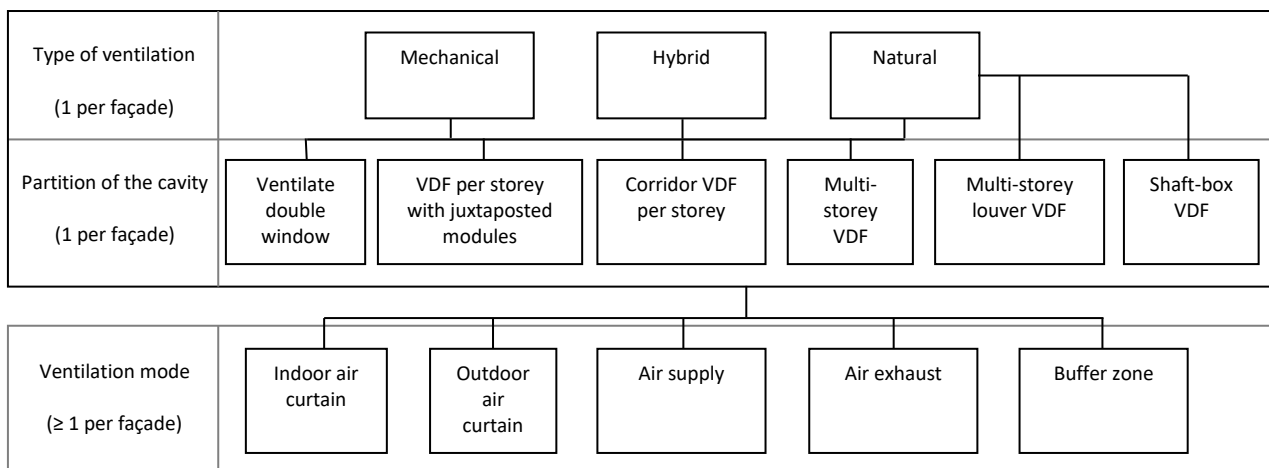 Type of ventilation
(1 per façade)
Mechanical
Hybrid
Natural
Partition of the cavity
(1 per façade)
Ventilate
double
window
VDF per storey
with juxtaposed
modules
Corridor VDF
per storey
Multi-
storey
VDF
Multi-storey
louver VDF
Shaft-box
VDF
Ventilation mode
(≥ 1 per façade)
Indoor air
curtain
Outdoor
air
curtain
Air supply
Air exhaust
Buffer zone